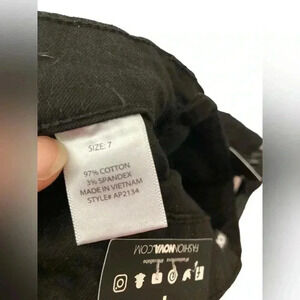 SIZE: 7
97% COTTON
3% SPANDEX
MADE IN VIETNAM
STYLE# AP2134
FASHIONNOVA.COM